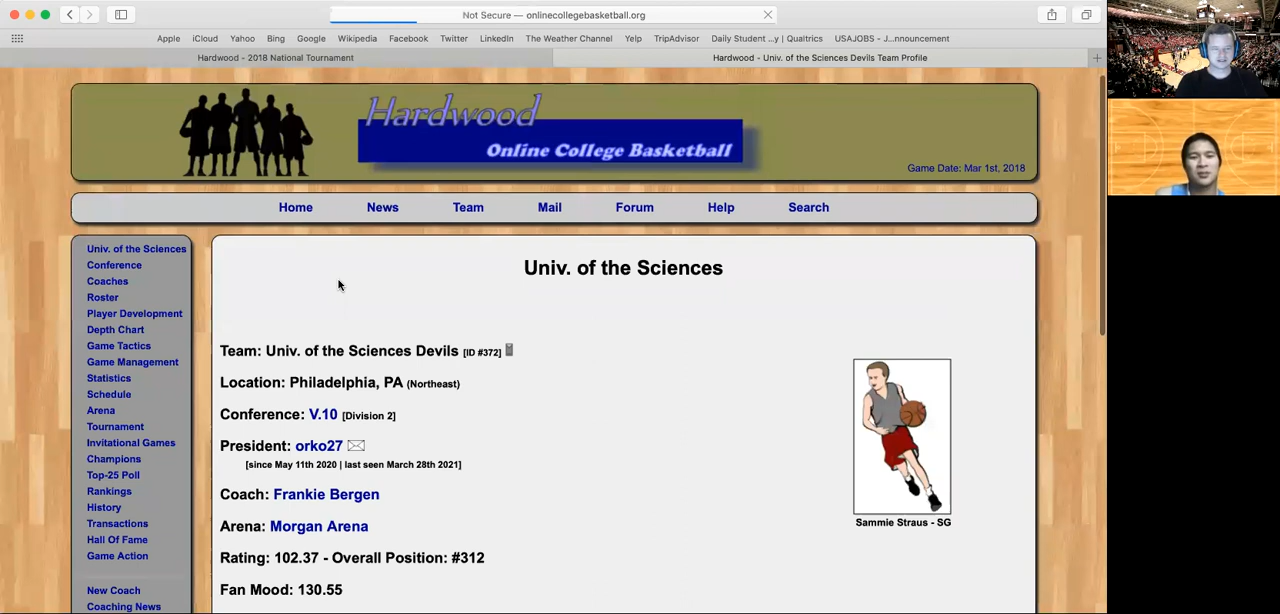 Not Secure — onlinecollegebasketball.org
Apple iCloud Yahoo Bing Google Wikipedia Facebook Twitter LinkedIn The Weather Channel Yelp TripAdvisor Daily Student ...y | Qualtrics USAJOBS - J...nnouncement
Hardwood - 2018 National Tournament
Hardwood - Univ. of the Sciences Devils Team Profile
Hardwood
Online College Basketball
Game Date: Mar 1st, 2018
Home News Team Mail Forum Help Search
Univ. of the Sciences
Conference
Coaches
Roster
Player Development
Depth Chart
Game Tactics
Game Management
Statistics
Schedule
Arena
Tournament
Invitational Games
Champions
Top-25 Poll
Rankings
History
Transactions
Hall Of Fame
Game Action
New Coach
Coaching News
Univ. of the Sciences
Team: Univ. of the Sciences Devils [ID #372]
Location: Philadelphia, PA (Northeast)
Conference: V.10 [Division 2]
President: orko27
[since May 11th 2020 | last seen March 28th 2021]
Coach: Frankie Bergen
Arena: Morgan Arena
Rating: 102.37 - Overall Position: #312
Fan Mood: 130.55
Sammie Straus - SG